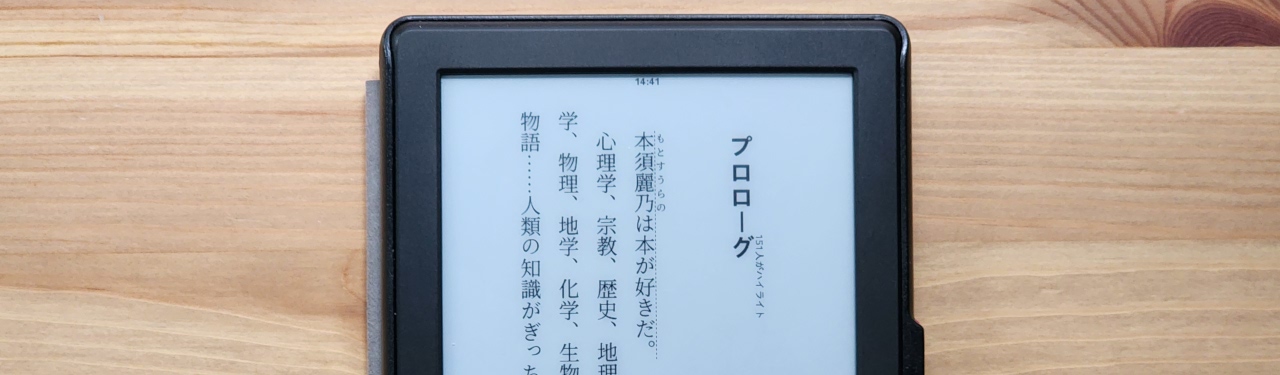 14:41
プロローグ
151人がハイライト
もとすうらの
本須麗乃は本が好きだ。
心理学、宗教、歴史、地理
学、物理、地学、化学、生物
物語……人類の知識がぎっち